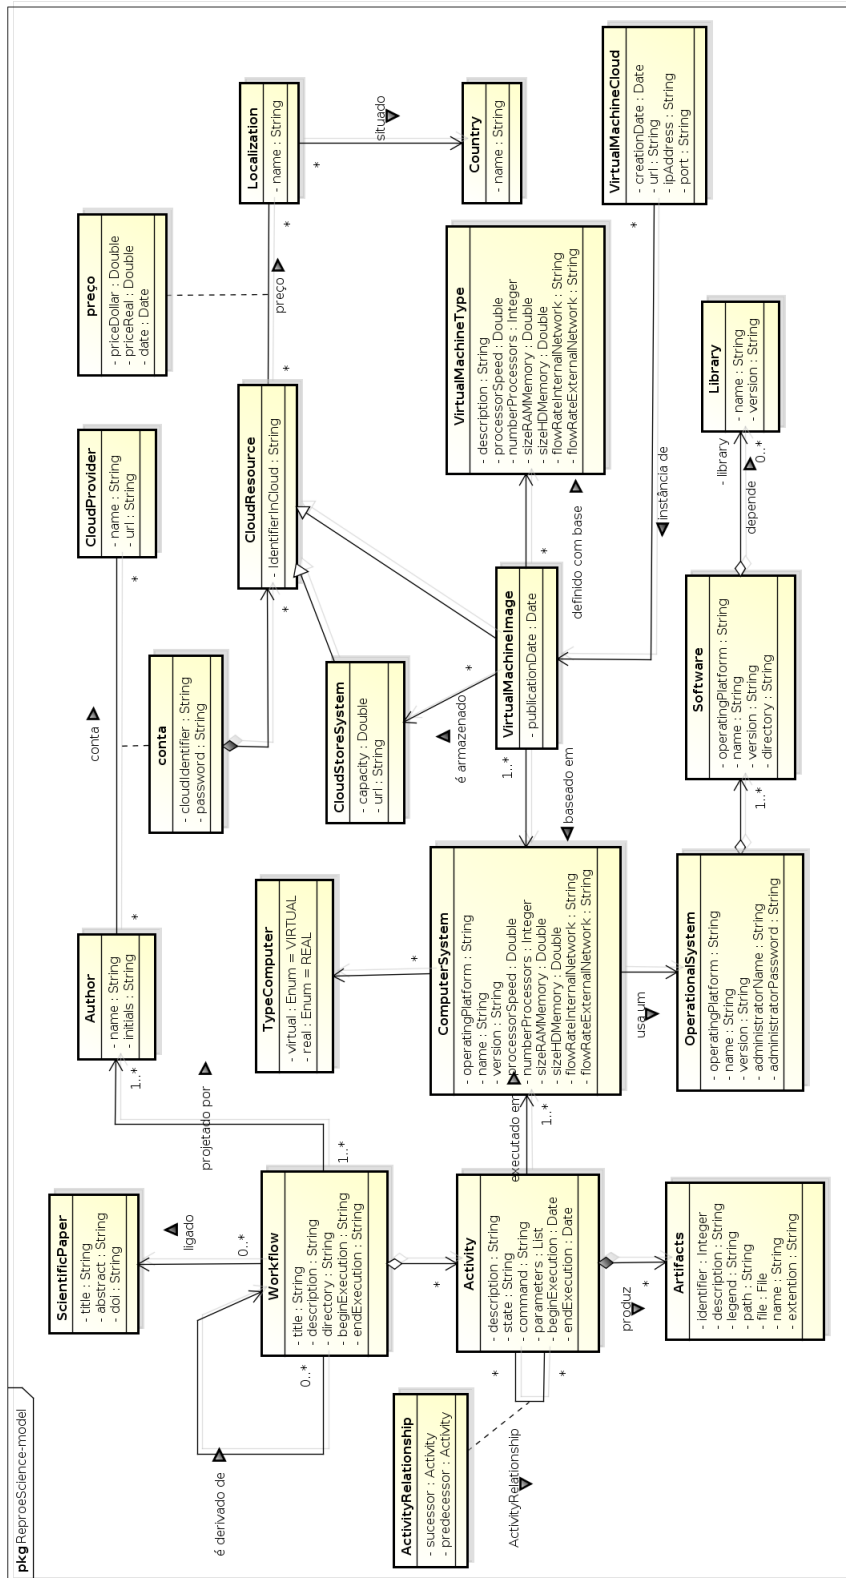 pkg ReproeScience-model
ScientificPaper
- title : String
- abstract : String
- doI : String
Author
- name : String
- initials : String
conta
CloudProvider
- name : String
- url : String
preço
- priceDollar : Double
- priceReal : Double
- date : Date
conta
- cloudIdentifier : String
- password : String
*
*
1..*
projetado por
ligado
0..*
1..*
é derivado de
0..*
Workflow
- title : String
- description : String
- directory : String
- beginExecution : String
- endExecution : String
TypeComputer
- virtual : Enum = VIRTUAL
- real : Enum = REAL
CloudResource
- IdentifierInCloud : String
*
*
preço
*
Localization
- name : String
*
situado
Country
- name : String
CloudStoreSystem
- capacity : Double
- url : String
é armazenado
*
VirtualMachineImage
- publicationDate : Date
1..*
*
baseado em
definido com base
VirtualMachineType
- description : String
- processorSpeed : Double
- numberProcessors : Integer
- sizeRAMMemory : Double
- sizeHDMemory : Double
- flowRateInternalNetwork : String
- flowRateExternalNetwork : String
VirtualMachineCloud
- creationDate : Date
- url : String
- ipAddress : String
- port : String
*
instância de
ActivityRelationship
- sucessor : Activity
- predecessor : Activity
ActivityRelationship
*
*
*
Activity
- description : String
- state : String
- command : String
- parameters : List
- beginExecution : Date
- endExecution : Date
executado em
1..*
*
ComputerSystem
- operatingPlatform : String
- name : String
- version : String
- processorSpeed : Double
- numberProcessors : Integer
- sizeRAMMemory : Double
- sizeHDMemory : Double
- flowRateInternalNetwork : String
- flowRateExternalNetwork : String
usa um
produz
*
Artifacts
- Identifier : Integer
- description : String
- legend : String
- path : String
- file : File
- name : String
- extention : String
OperationalSystem
- operatingPlatform : String
- name : String
- version : String
- administratorName : String
- administratorPassword : String
1..*
Software
- operatingPlatform : String
- name : String
- version : String
- directory : String
depende
- library
0..*
Library
- name : String
- version : String